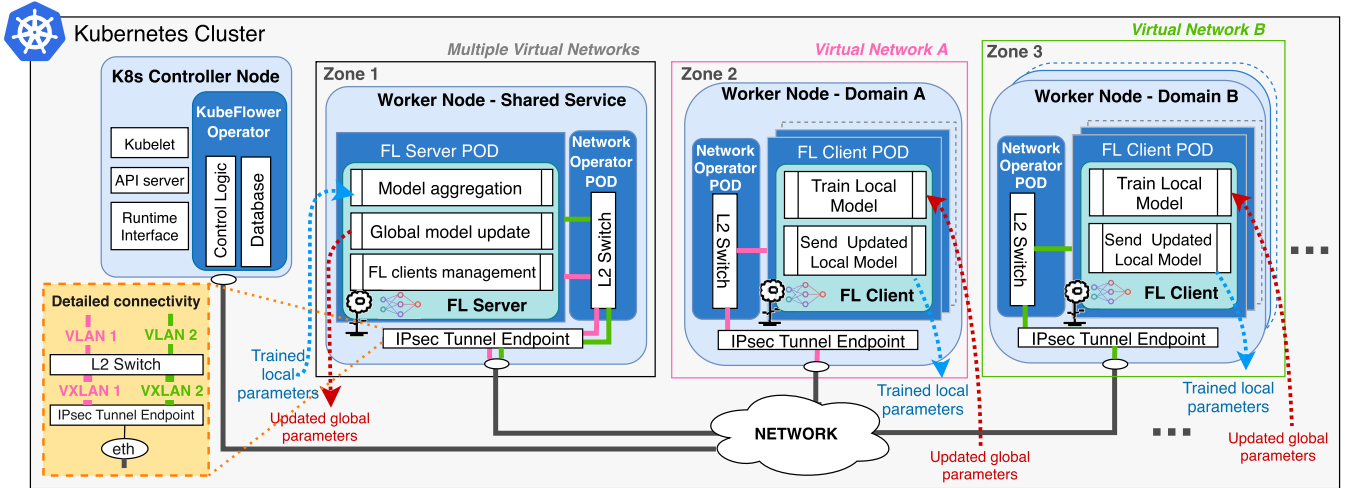 Kubernetes Cluster
K8s Controller Node
KubeFlower
Operator
Kubelet
API server
Runtime
Interface
Control Logic
Database
Detailed connectivity
VLAN 1
VLAN 2
L2 Switch
VXLAN 1
VXLAN 2
IPsec Tunnel Endpoint
eth
Multiple Virtual Networks
Zone 1
Worker Node - Shared Service
FL Server POD
Model aggregation
Global model update
FL clients management
FL Server
Network
Operator
POD
L2 Switch
IPsec Tunnel Endpoint
Trained
local
parameters
Updated global
parameters
Virtual Network A
Zone 2
Worker Node - Domain A
Network
Operator
POD
L2 Switch
FL Client POD
Train Local
Model
Send Updated
Local Model
FL Client
IPsec Tunnel Endpoint
Trained local
parameters
Updated global
parameters
Virtual Network B
Zone 3
Worker Node - Domain B
Network
Operator
POD
L2 Switch
FL Client POD
Train Local
Model
Send Updated
Local Model
FL Client
IPsec Tunnel Endpoint
Trained local
parameters
Updated global
parameters
NETWORK